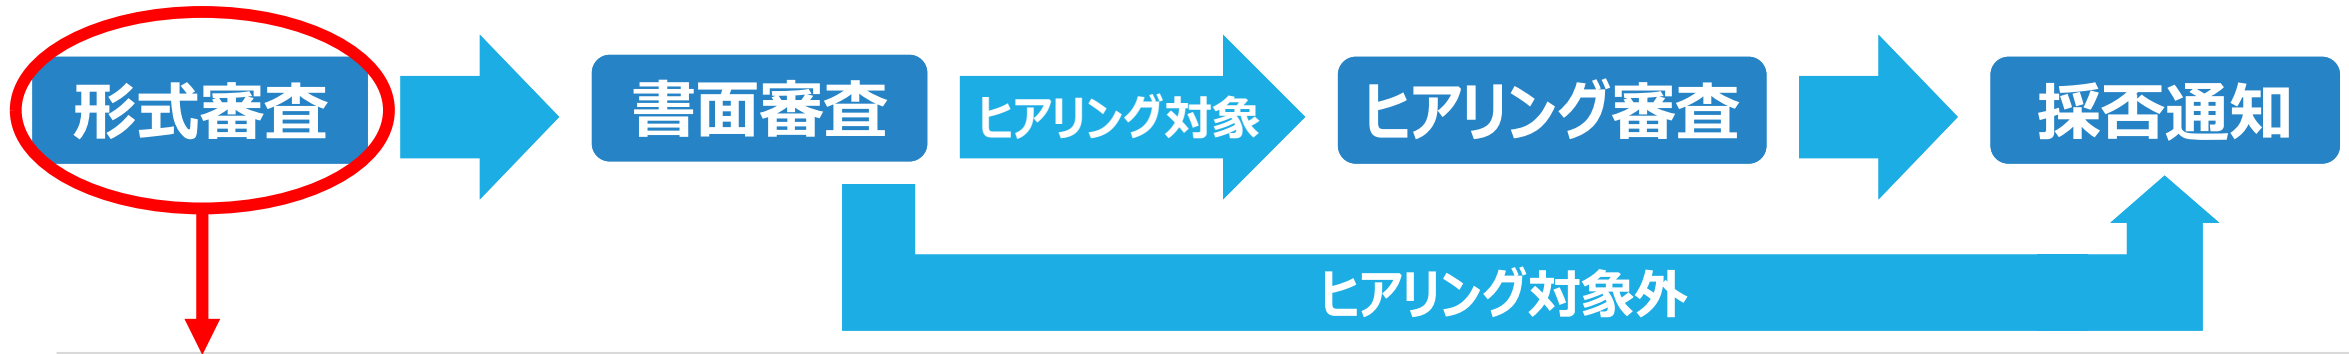 形式審査
書面審査
ヒアリング対象
ヒアリング審査
採否通知
ヒアリング対象外